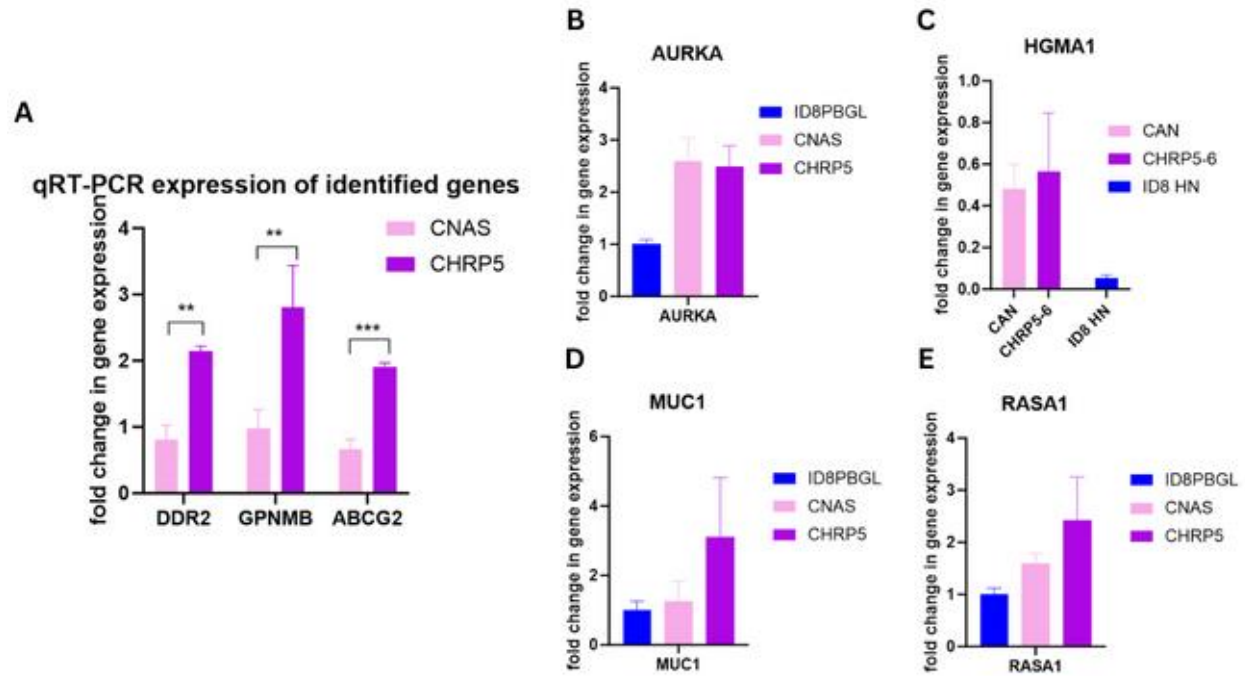 A
qRT-PCR expression of identified genes
fold change in gene expression
4
3
2
1
0
**
**
***
CNAS
CHRP5
DDR2 GPNMB ABCG2
B
AURKA
fold change in gene expression
4
3
2
1
0
ID8PBGL
CNAS
CHRP5
AURKA
C
HGMA1
fold change in gene expression
1.0
0.8
0.6
0.4
0.2
0.0
CAN
CHRP5-6
ID8 HN
CAN
CHRP5-6
ID8 HN
D
MUC1
fold change in gene expression
6
4
2
0
ID8PBGL
CNAS
CHRP5
MUC1
E
RASA1
fold change in gene expression
4
3
2
1
0
ID8PBGL
CNAS
CHRP5
RASA1